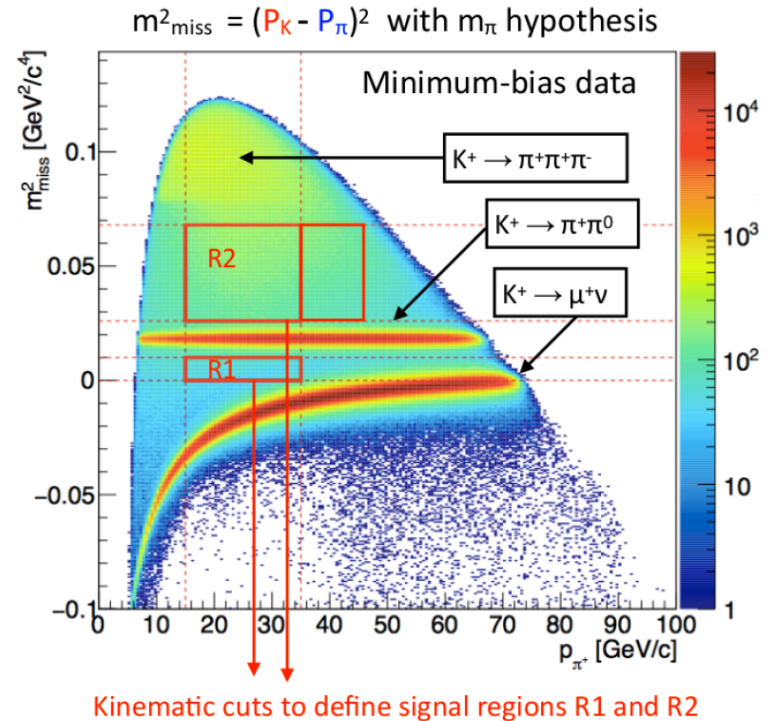 m²miss = (PK - Pπ)² with mπ hypothesis
Minimum-bias data
m²miss [GeV²/c⁴]
0.1
0.05
0
−0.05
−0.1
K⁺ → π⁺π⁺π⁻
K⁺ → π⁺π⁰
K⁺ → μ⁺ν
R2
R1
10⁴
10³
10²
10
1
0 10 20 30 40 50 60 70 80 90 100
pπ⁺ [GeV/c]
Kinematic cuts to define signal regions R1 and R2